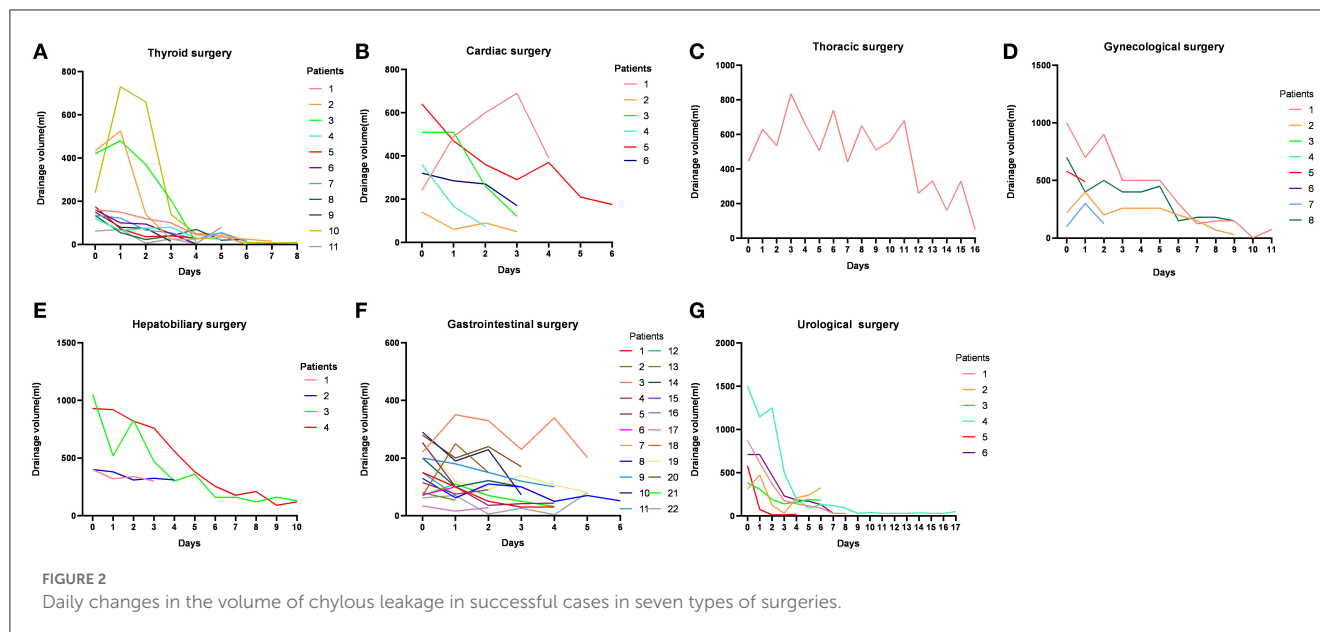 A
Thyroid surgery
Drainage volume(ml)
800
600
400
200
0
0 1 2 3 4 5 6 7 8
Days
Patients
1
2
3
4
5
6
7
8
9
10
11
B
Cardiac surgery
Drainage volume(ml)
800
600
400
200
0
0 1 2 3 4 5 6
Days
Patients
1
2
3
4
5
6
C
Thoracic surgery
Drainage volume(ml)
1000
800
600
400
200
0
0 1 2 3 4 5 6 7 8 9 10 11 12 13 14 15 16
Days
D
Gynecological surgery
Drainage volume(ml)
1500
1000
500
0
0 1 2 3 4 5 6 7 8 9 10 11
Days
Patients
1
2
3
4
5
6
7
8
E
Hepatobiliary surgery
Drainage volume(ml)
1500
1000
500
0
0 1 2 3 4 5 6 7 8 9 10
Days
Patients
1
2
3
4
F
Gastrointestinal surgery
Drainage volume(ml)
600
400
200
0
0 1 2 3 4 5 6
Days
Patients
1 12
2 13
3 14
4 15
5 16
6 17
7 18
8 19
9 20
10 21
11 22
G
Urological surgery
Drainage volume(ml)
2000
1500
1000
500
0
0 1 2 3 4 5 6 7 8 9 10 11 12 13 14 15 16 17
Days
Patients
1
2
3
4
5
6
FIGURE 2
Daily changes in the volume of chylous leakage in successful cases in seven types of surgeries.